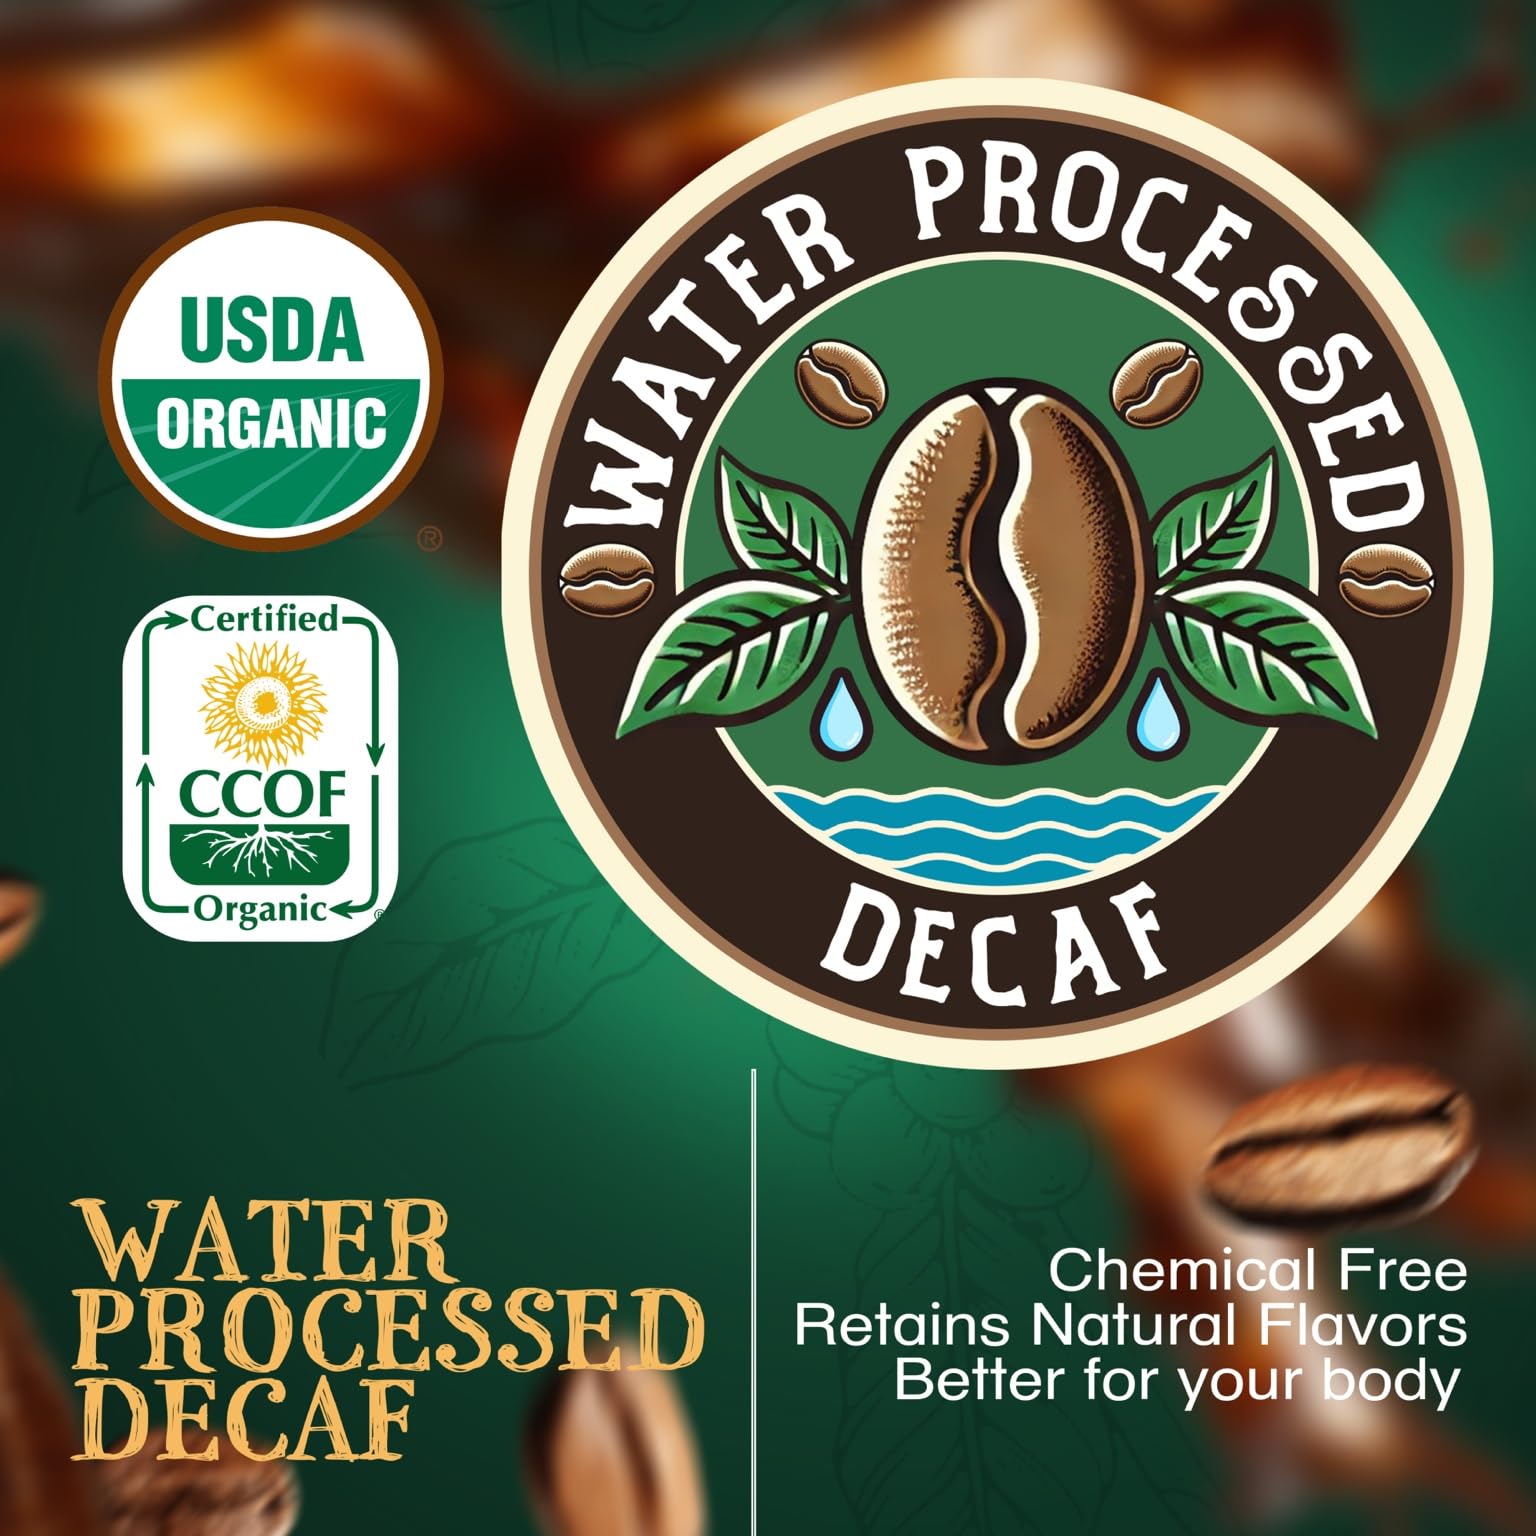 USDA
ORGANIC
®
Certified
CCOF
Organic
®
WATER PROCESSED
DECAF
WATER
PROCESSED
DECAF
Chemical Free
Retains Natural Flavors
Better for your body